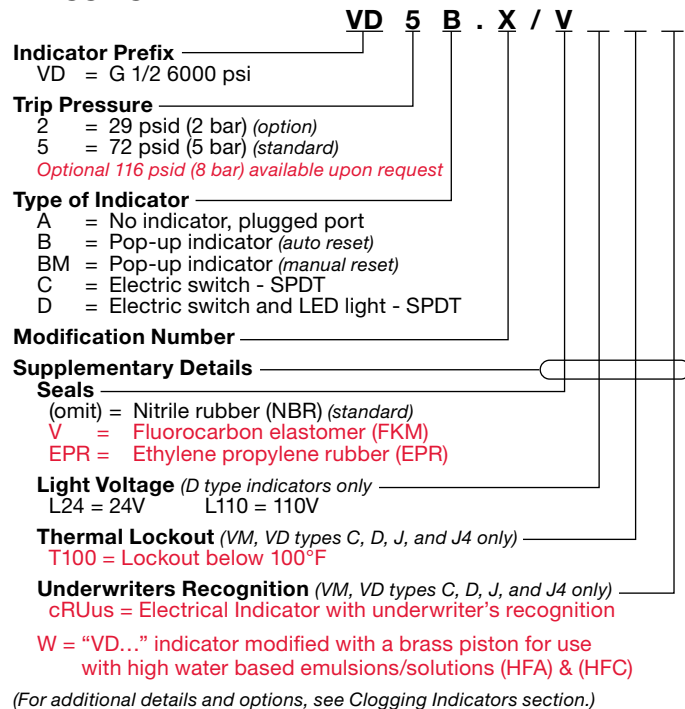 VD 5 B . X / V
Indicator Prefix
VD = G 1/2 6000 psi
Trip Pressure
2 = 29 psid (2 bar) (option)
5 = 72 psid (5 bar) (standard)
Optional 116 psid (8 bar) available upon request
Type of Indicator
A = No indicator, plugged port
B = Pop-up indicator (auto reset)
BM = Pop-up indicator (manual reset)
C = Electric switch - SPDT
D = Electric switch and LED light - SPDT
Modification Number
Supplementary Details
Seals
(omit) = Nitrile rubber (NBR) (standard)
V = Fluorocarbon elastomer (FKM)
EPR = Ethylene propylene rubber (EPR)
Light Voltage (D type indicators only
L24 = 24V L110 = 110V
Thermal Lockout (VM, VD types C, D, J, and J4 only)
T100 = Lockout below 100°F
Underwriters Recognition (VM, VD types C, D, J, and J4 only)
cRUus = Electrical Indicator with underwriter's recognition
W = “VD…” indicator modified with a brass piston for use
with high water based emulsions/solutions (HFA) & (HFC)
(For additional details and options, see Clogging Indicators section.)